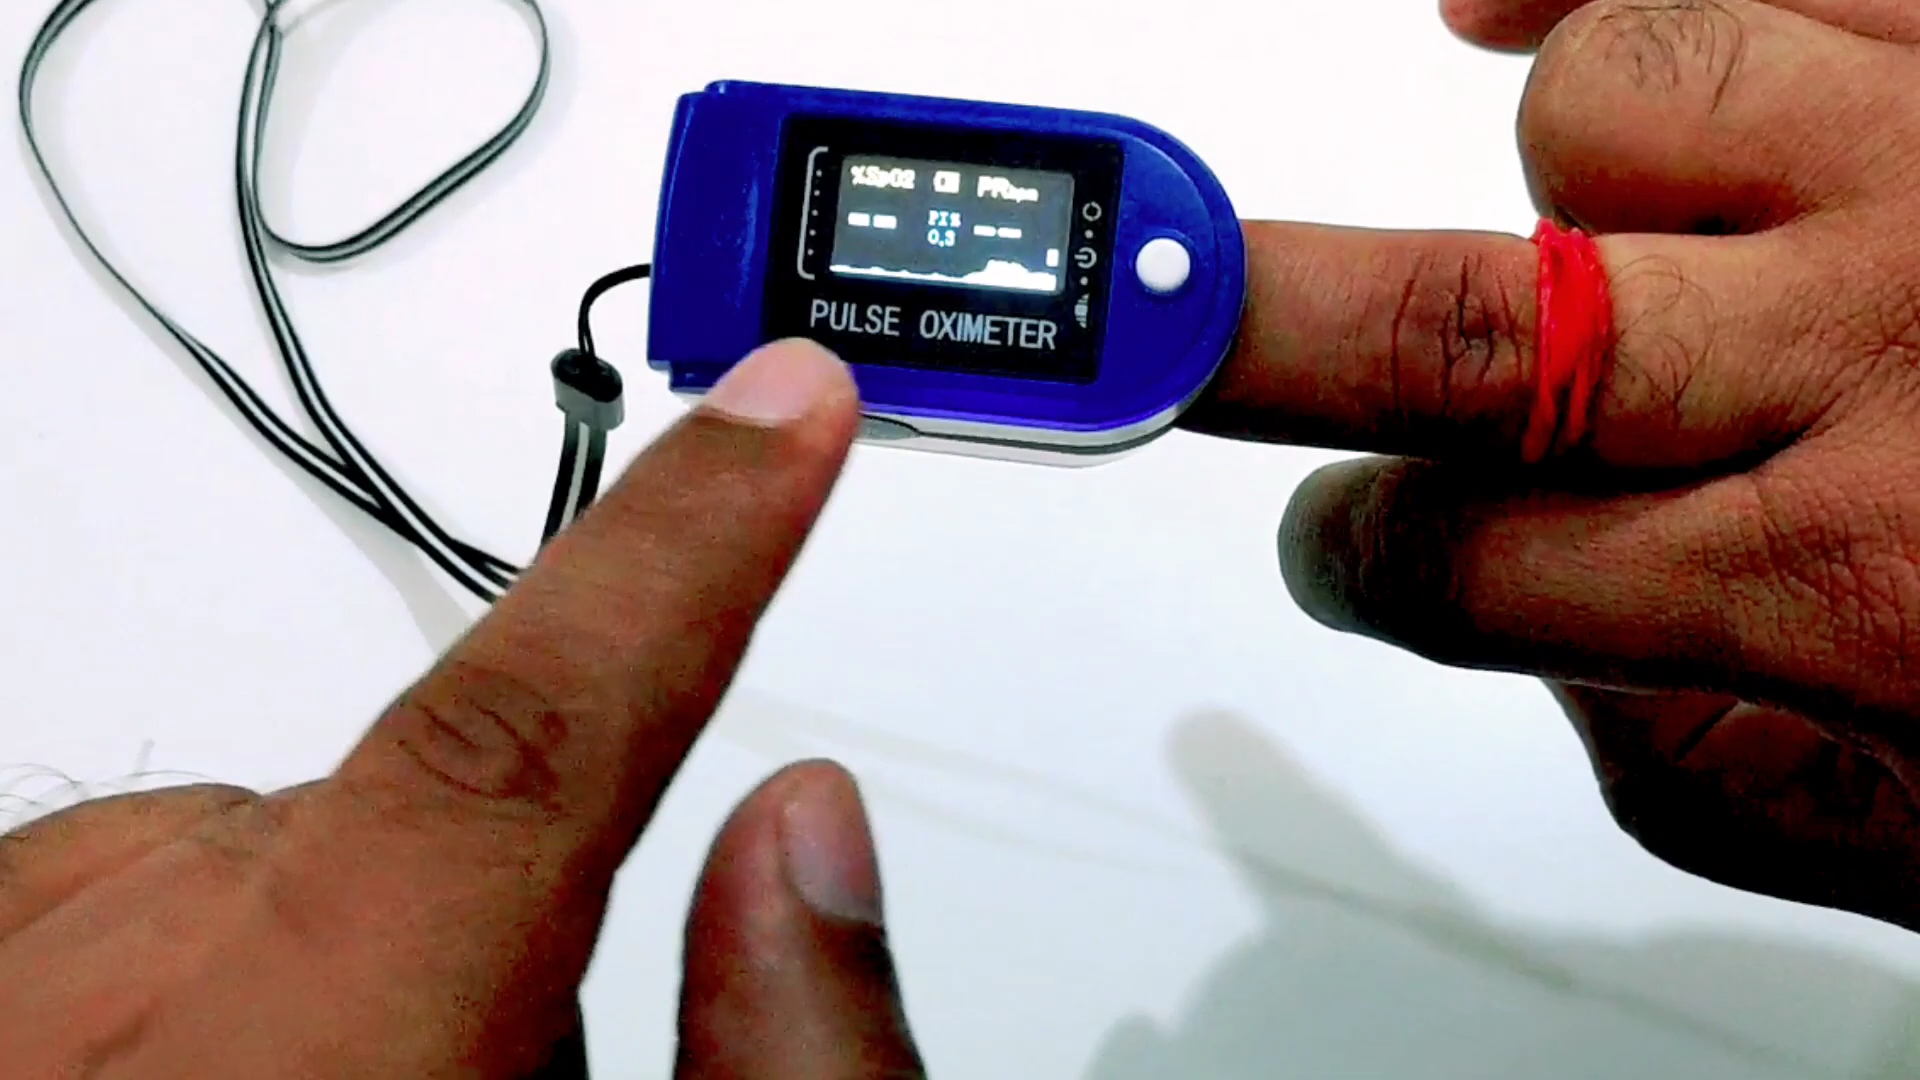 %SpO2 PRbpm
-- -- PI% -- --
0.3
PULSE OXIMETER